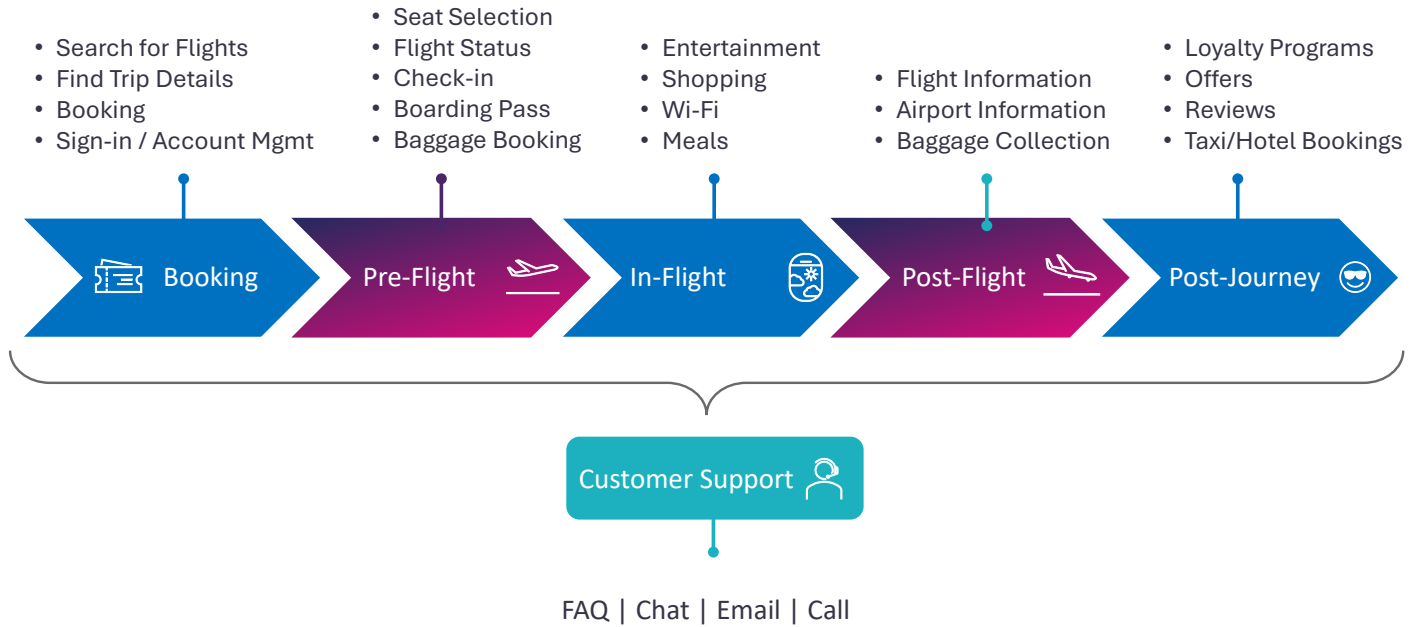 • Search for Flights
• Find Trip Details
• Booking
• Sign-in / Account Mgmt
• Seat Selection
• Flight Status
• Check-in
• Boarding Pass
• Baggage Booking
• Entertainment
• Shopping
• Wi-Fi
• Meals
• Flight Information
• Airport Information
• Baggage Collection
• Loyalty Programs
• Offers
• Reviews
• Taxi/Hotel Bookings
Booking
Pre-Flight
In-Flight
Post-Flight
Post-Journey
Customer Support
FAQ | Chat | Email | Call